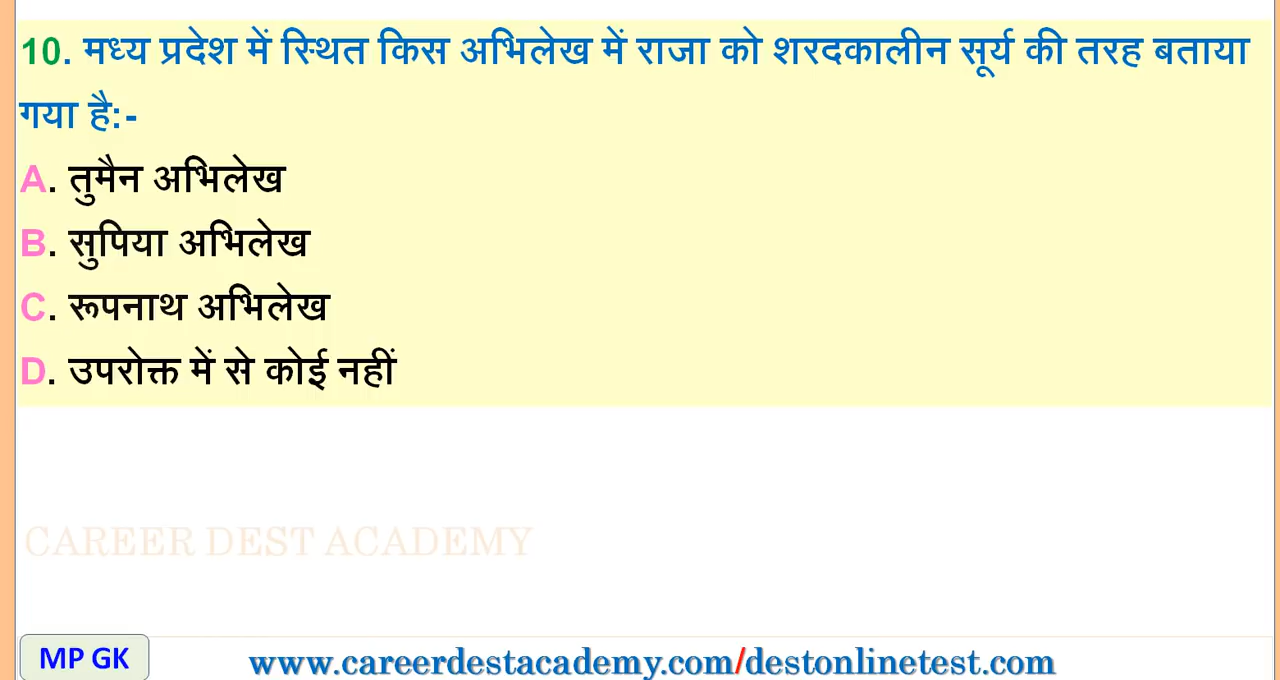 10. मध्य प्रदेश में स्थित किस अभिलेख में राजा को शरदकालीन सूर्य की तरह बताया
गया है:-
A. तुमैन अभिलेख
B. सुपिया अभिलेख
C. रूपनाथ अभिलेख
D. उपरोक्त में से कोई नहीं
CAREER DEST ACADEMY
MP GK
www.careerdestacademy.com/destonlinetest.com